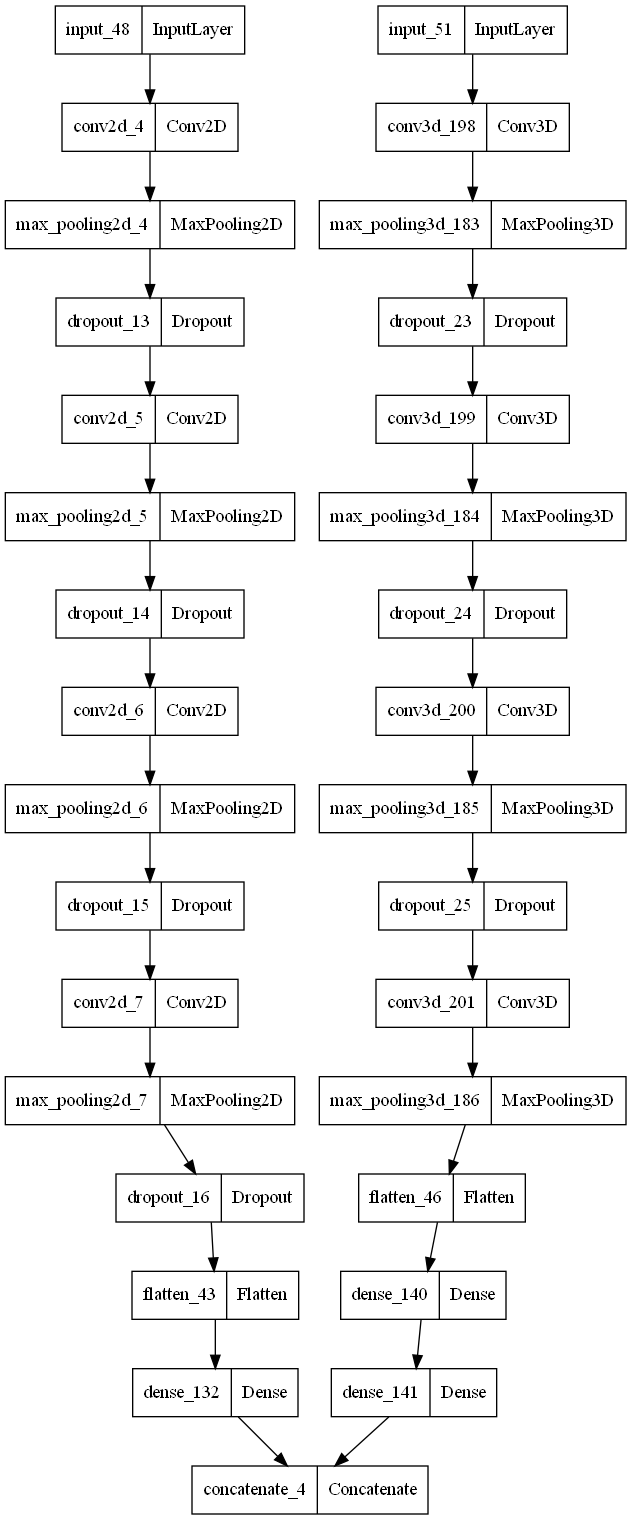 input_48 InputLayer
input_51 InputLayer
conv2d_4 Conv2D
conv3d_198 Conv3D
max_pooling2d_4 MaxPooling2D
max_pooling3d_183 MaxPooling3D
dropout_13 Dropout
dropout_23 Dropout
conv2d_5 Conv2D
conv3d_199 Conv3D
max_pooling2d_5 MaxPooling2D
max_pooling3d_184 MaxPooling3D
dropout_14 Dropout
dropout_24 Dropout
conv2d_6 Conv2D
conv3d_200 Conv3D
max_pooling2d_6 MaxPooling2D
max_pooling3d_185 MaxPooling3D
dropout_15 Dropout
dropout_25 Dropout
conv2d_7 Conv2D
conv3d_201 Conv3D
max_pooling2d_7 MaxPooling2D
max_pooling3d_186 MaxPooling3D
dropout_16 Dropout
flatten_46 Flatten
flatten_43 Flatten
dense_140 Dense
dense_132 Dense
dense_141 Dense
concatenate_4 Concatenate